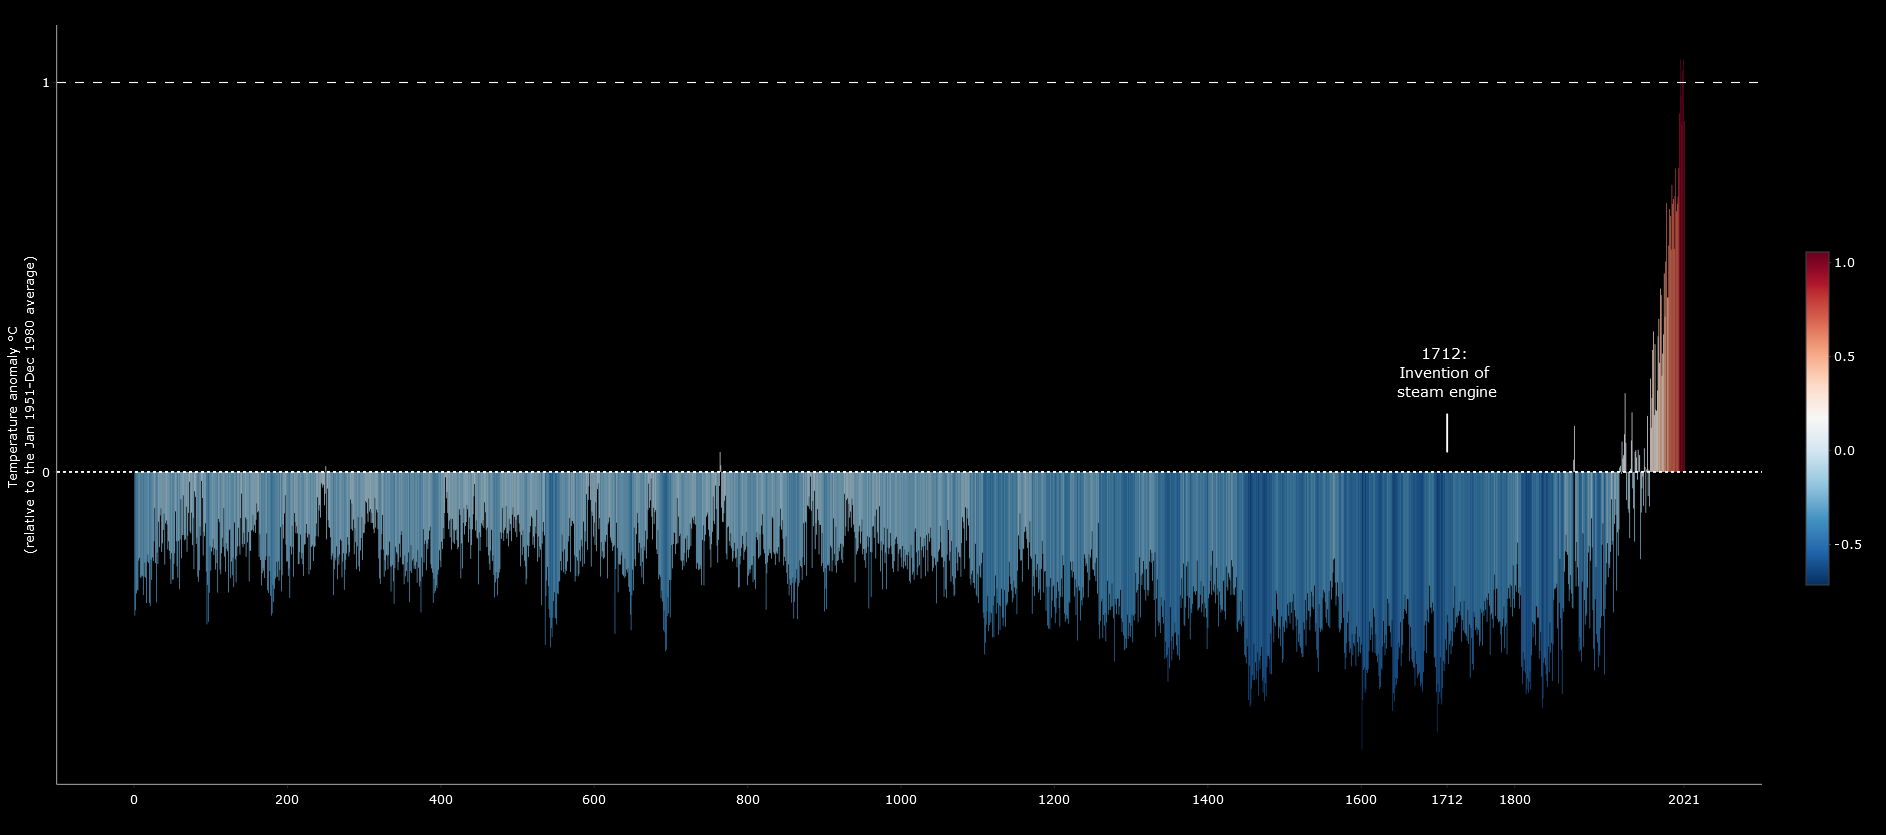 1
0
Temperature anomaly °C
(relative to the Jan 1951–Dec 1980 average)
1712:
Invention of
steam engine
1.0
0.5
0.0
-0.5
0 200 400 600 800 1000 1200 1400 1600 1712 1800 2021